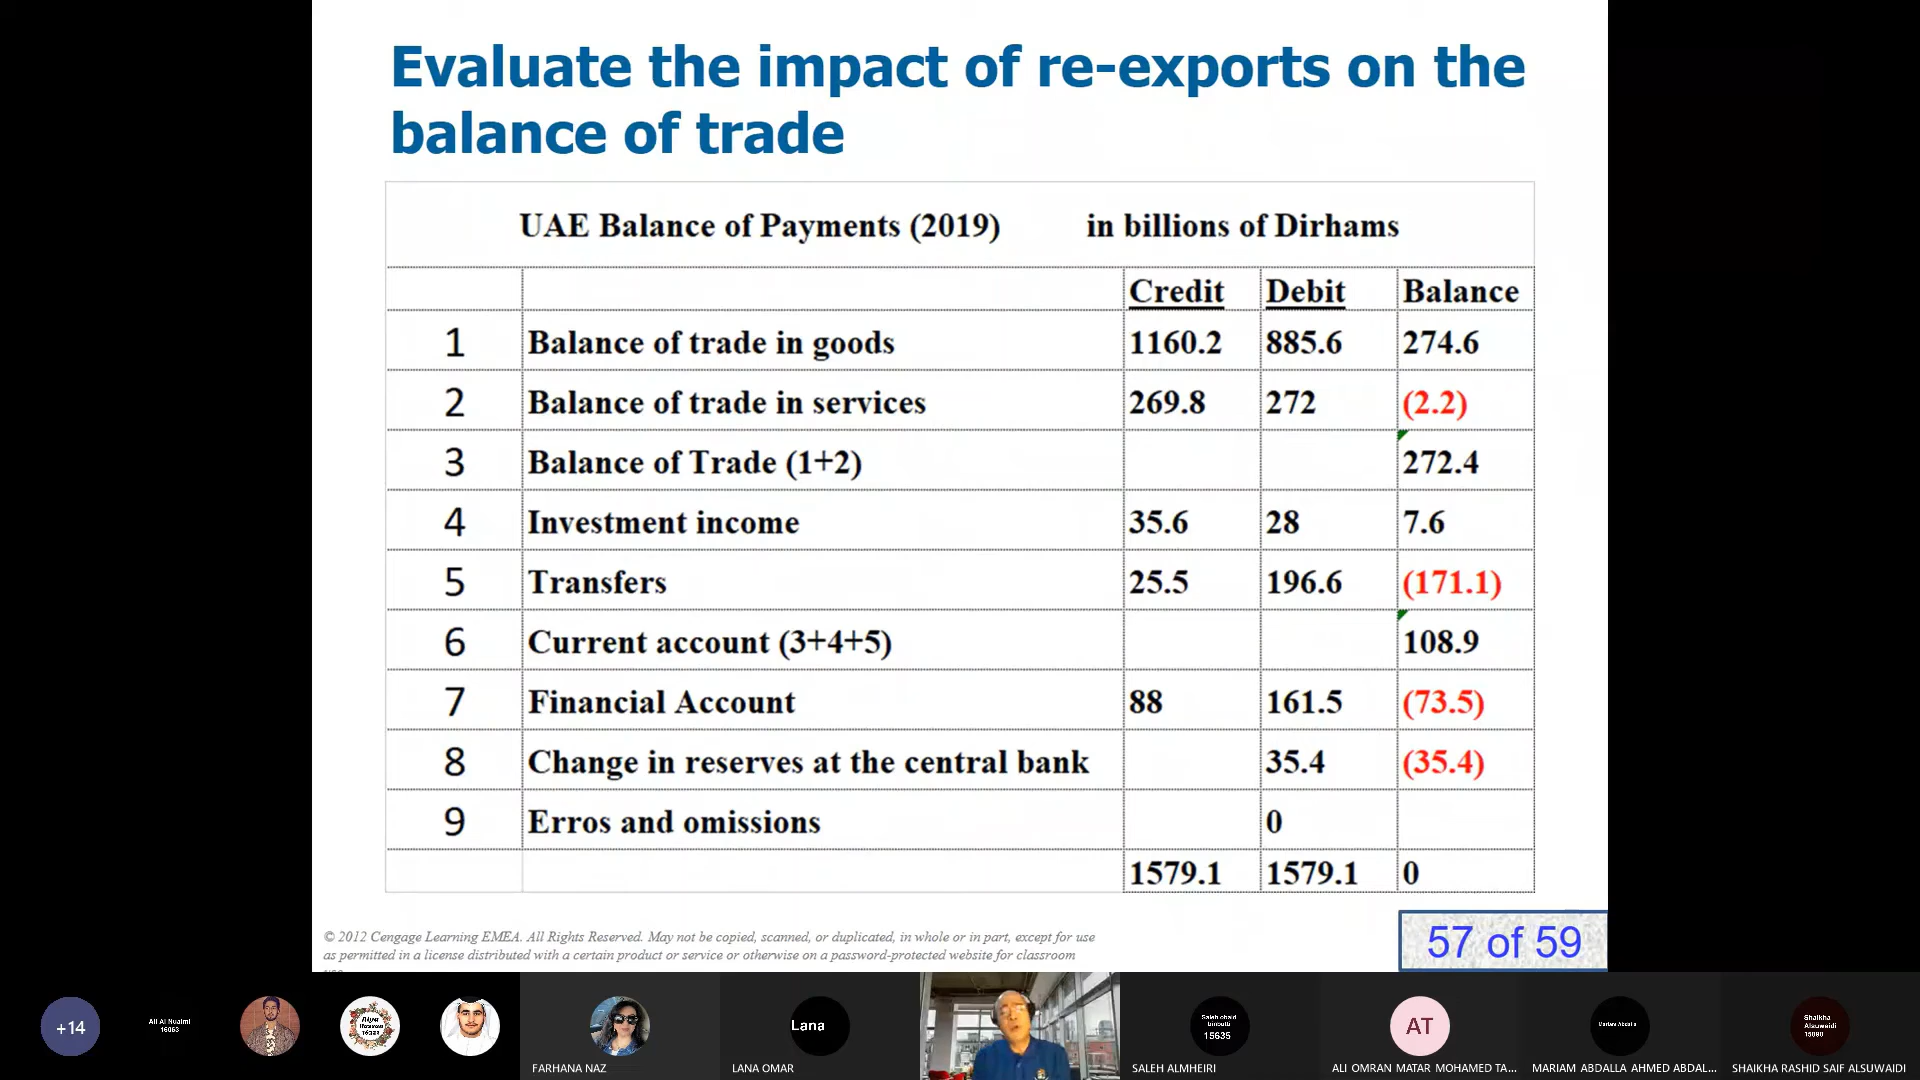 Evaluate the impact of re-exports on the
balance of trade
UAE Balance of Payments (2019) in billions of Dirhams
Credit Debit Balance
1 Balance of trade in goods 1160.2 885.6 274.6
2 Balance of trade in services 269.8 272 (2.2)
3 Balance of Trade (1+2) 272.4
4 Investment income 35.6 28 7.6
5 Transfers 25.5 196.6 (171.1)
6 Current account (3+4+5) 108.9
7 Financial Account 88 161.5 (73.5)
8 Change in reserves at the central bank 35.4 (35.4)
9 Erros and omissions 0
1579.1 1579.1 0
© 2012 Cengage Learning EMEA. All Rights Reserved. May not be copied, scanned, or duplicated, in whole or in part, except for use
as permitted in a license distributed with a certain product or service or otherwise on a password-protected website for classroom
57 of 59
+14
Ali Al Nuaimi
16063
Lana
Saleh obaid
15635
AT
Shaikha
Alsuwaidi
FARHANA NAZ
LANA OMAR
SALEH ALMHEIRI
ALI OMRAN MATAR MOHAMED TA...
MARIAM ABDALLA AHMED ABDAL...
SHAIKHA RASHID SAIF ALSUWAIDI